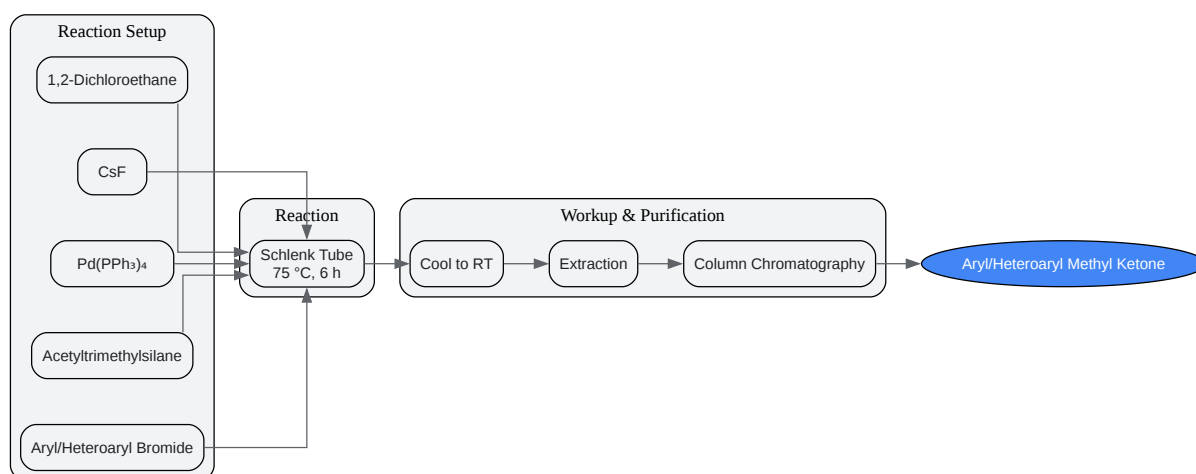 Reaction Setup
1,2-Dichloroethane
CsF
Pd(PPh₃)₄
Acetyltrimethylsilane
Aryl/Heteroaryl Bromide
Reaction
Schlenk Tube
75 °C, 6 h
Workup & Purification
Cool to RT
Extraction
Column Chromatography
Aryl/Heteroaryl Methyl Ketone